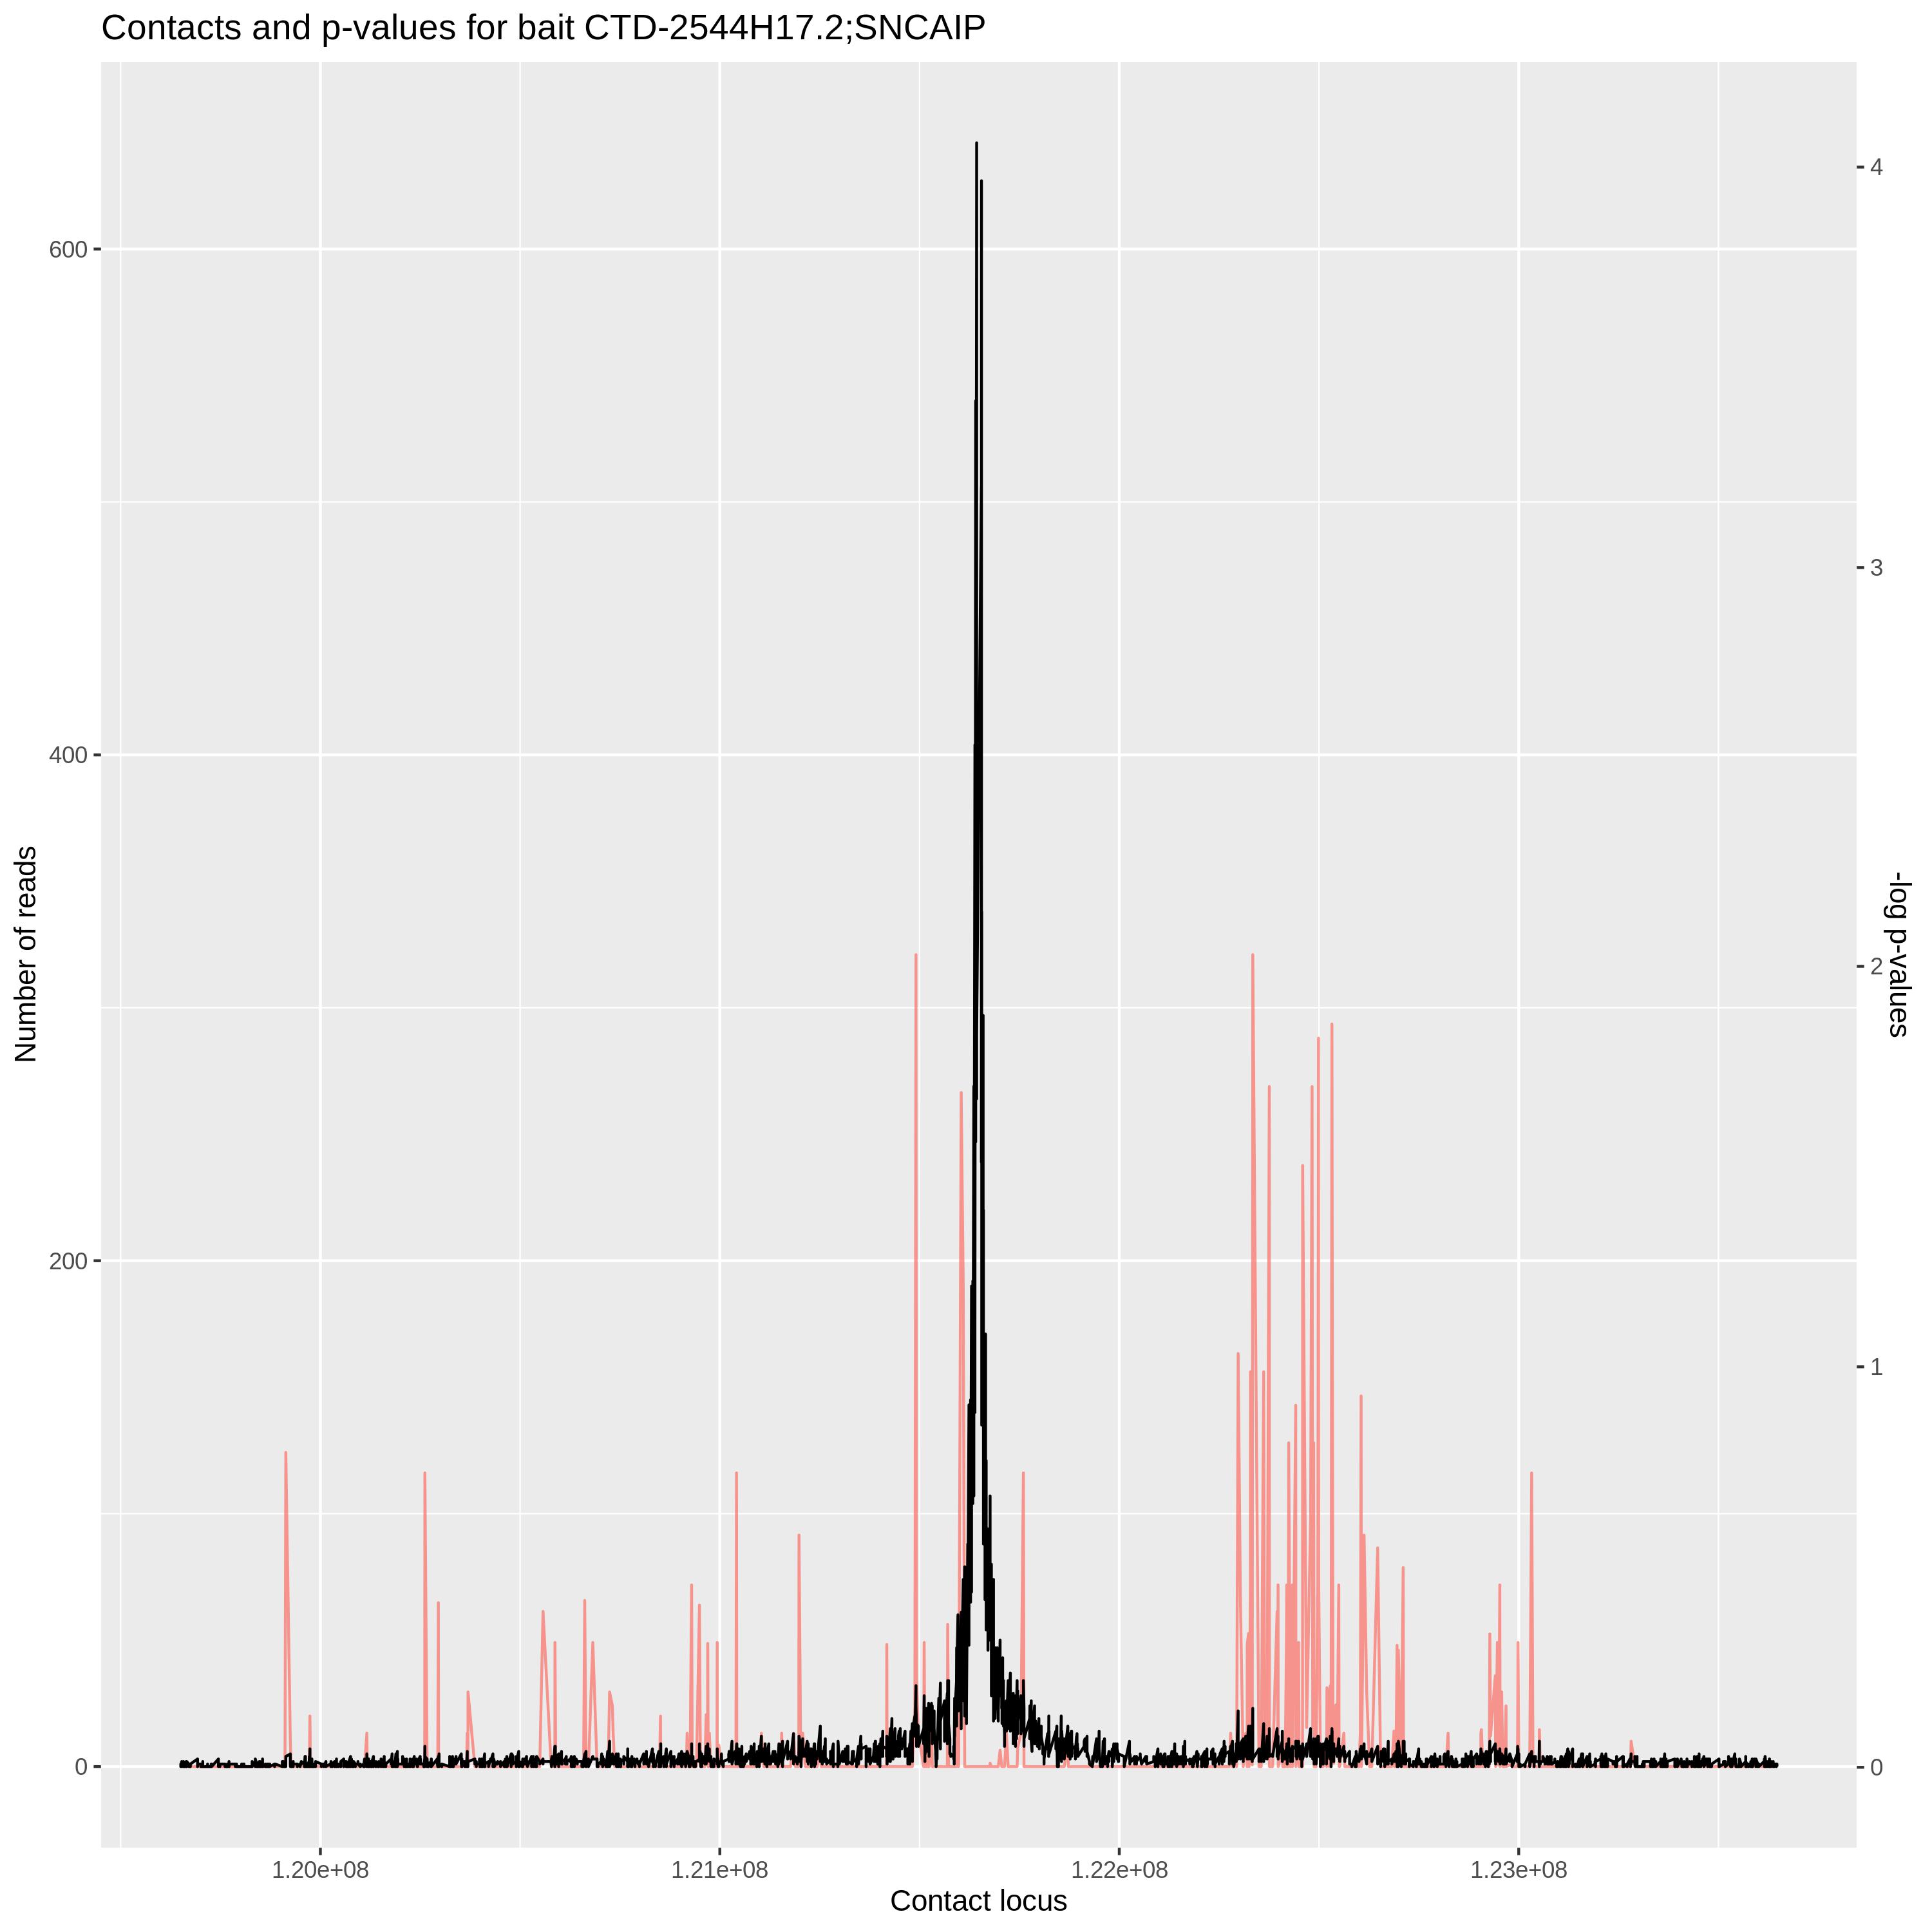 Contacts and p-values for bait CTD-2544H17.2;SNCAIP
Number of reads
600
400
200
0
4
3
2
1
0
-log p-values
1.20e+08 1.21e+08 1.22e+08 1.23e+08
Contact locus